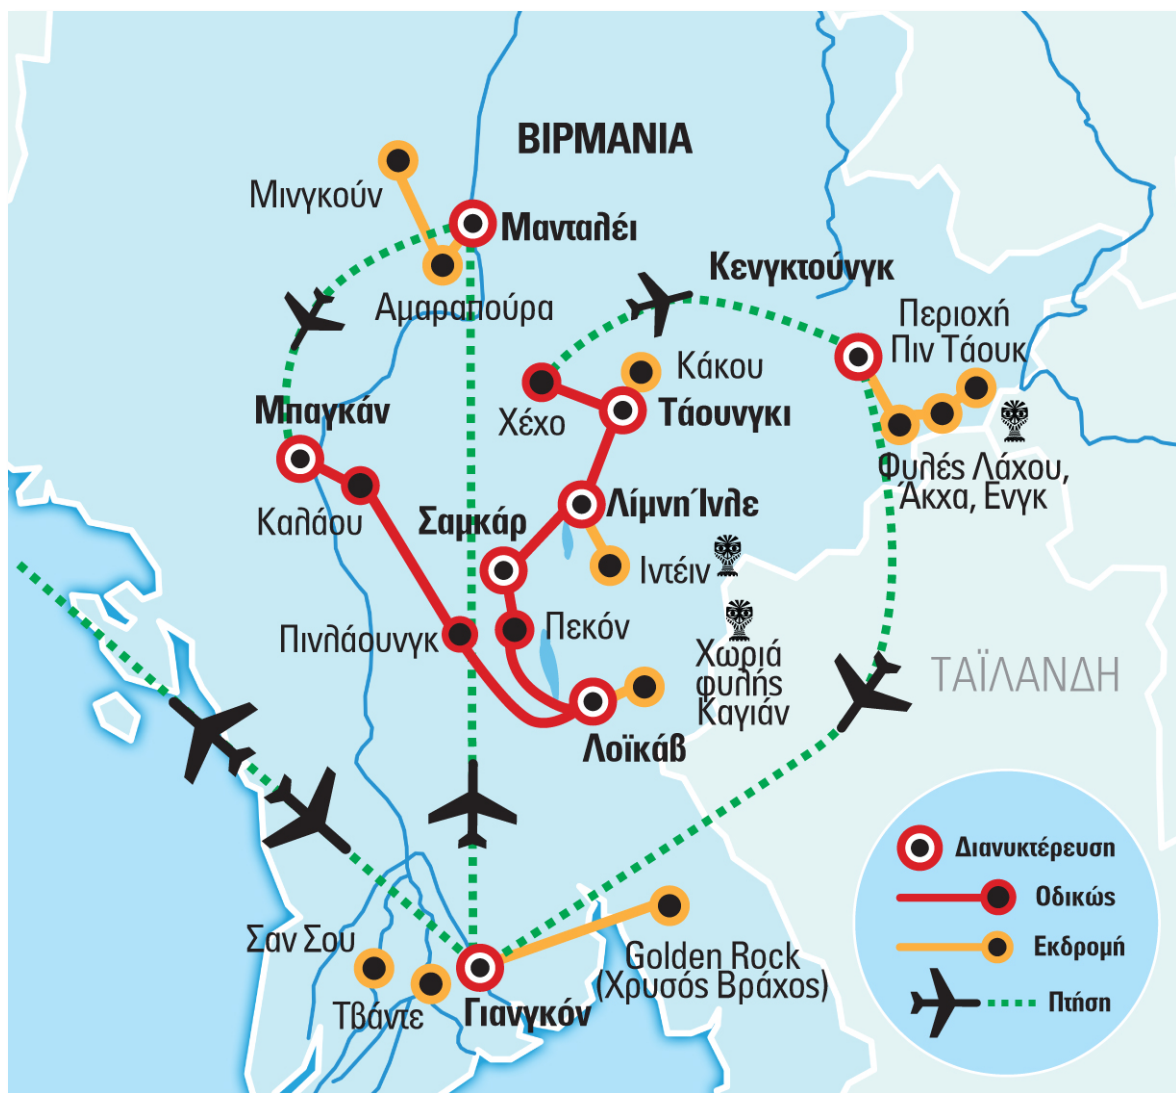 ΒΙΡΜΑΝΙΑ
Μινγκούν
Μανταλέι
Αμαραπούρα
Κενγκτούνγκ
Περιοχή
Πιν Τάουκ
Κάκου
Χέχο
Τάουνγκι
Μπαγκάν
Φυλές Λάχου,
Άκχα, Ενγκ
Καλάου
Σαμκάρ
Λίμνη Ίνλε
Ιντέιν
Πινλάουνγκ
Πεκόν
Χωριά
φυλής
Καγιάν
ΤΑΪΛΑΝΔΗ
Λοϊκάβ
Διανυκτέρευση
Οδικώς
Εκδρομή
Πτήση
Σαν Σου
Τβάντε
Γιανγκόν
Golden Rock
(Χρυσός Βράχος)